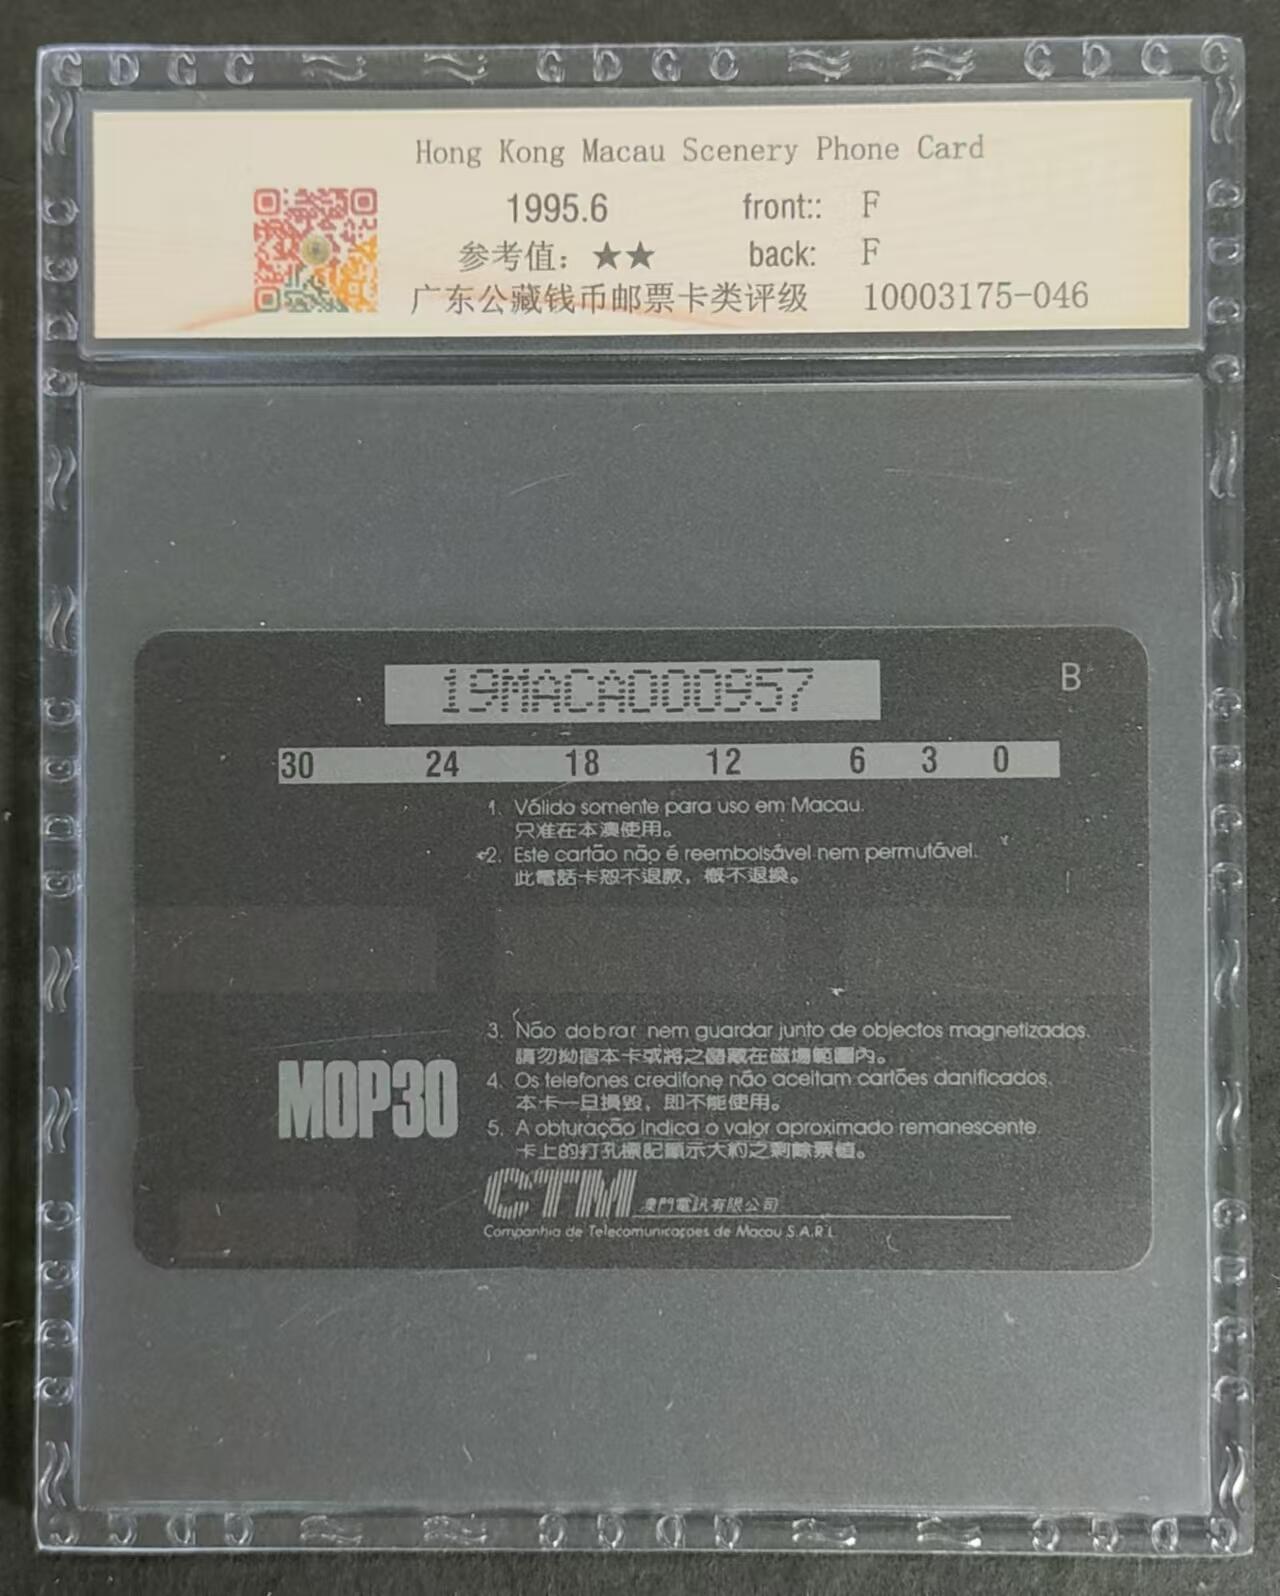 GDGC GDGC GDGC
Hong Kong Macau Scenery Phone Card
1995.6 front:: F
参考值：★★ back: F
广东公藏钱币邮票卡类评级 10003175-046
19MACA000957
B
30 24 18 12 6 3 0
1. Válido somente para uso em Macau.
只准在本澳使用。
2. Este cartão não é reembolsável nem permutável.
此電話卡恕不退款，概不退換。
3. Não dobrar nem guardar junto de objectos magnetizados.
請勿拗摺本卡或將之儲藏在磁場範圍內。
MOP30
4. Os telefones credifone não aceitam cartões danificados.
本卡一旦損毀，即不能使用。
5. A obturação indica o valor aproximado remanescente.
卡上的打孔標記顯示大約之剩餘票值。
CTM 澳門電訊有限公司
Companhia de Telecomunicaçoes de Macau S.A.R.L